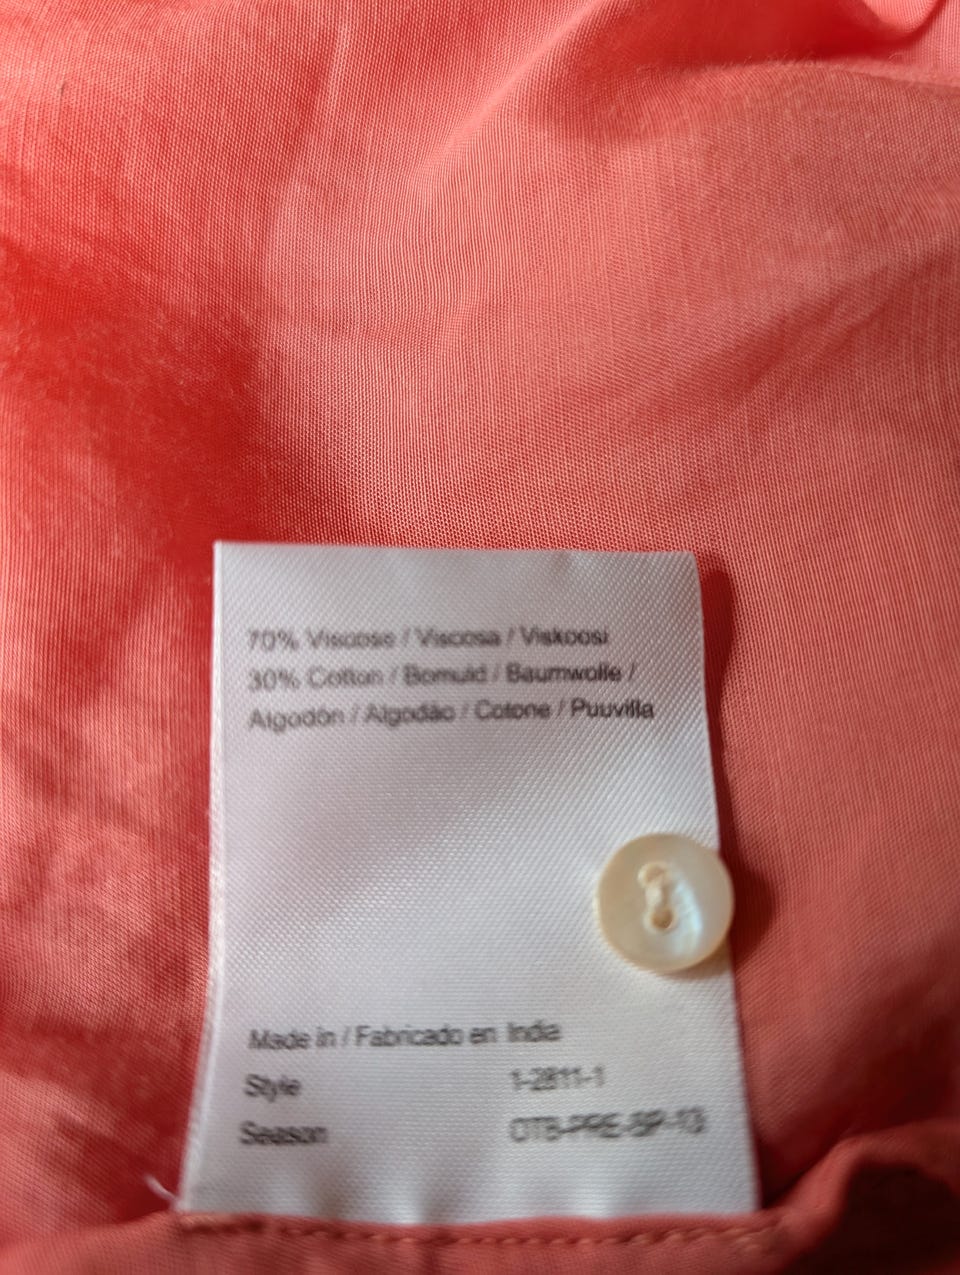 70% Viscose / Viscosa / Viskoosi
30% Cotton / Bomuld / Baumwolle /
Algodón / Algodão / Cotone / Puuvilla
Made in / Fabricado en India
Style 1-2811-1
Season OTB-PRE-SP-13